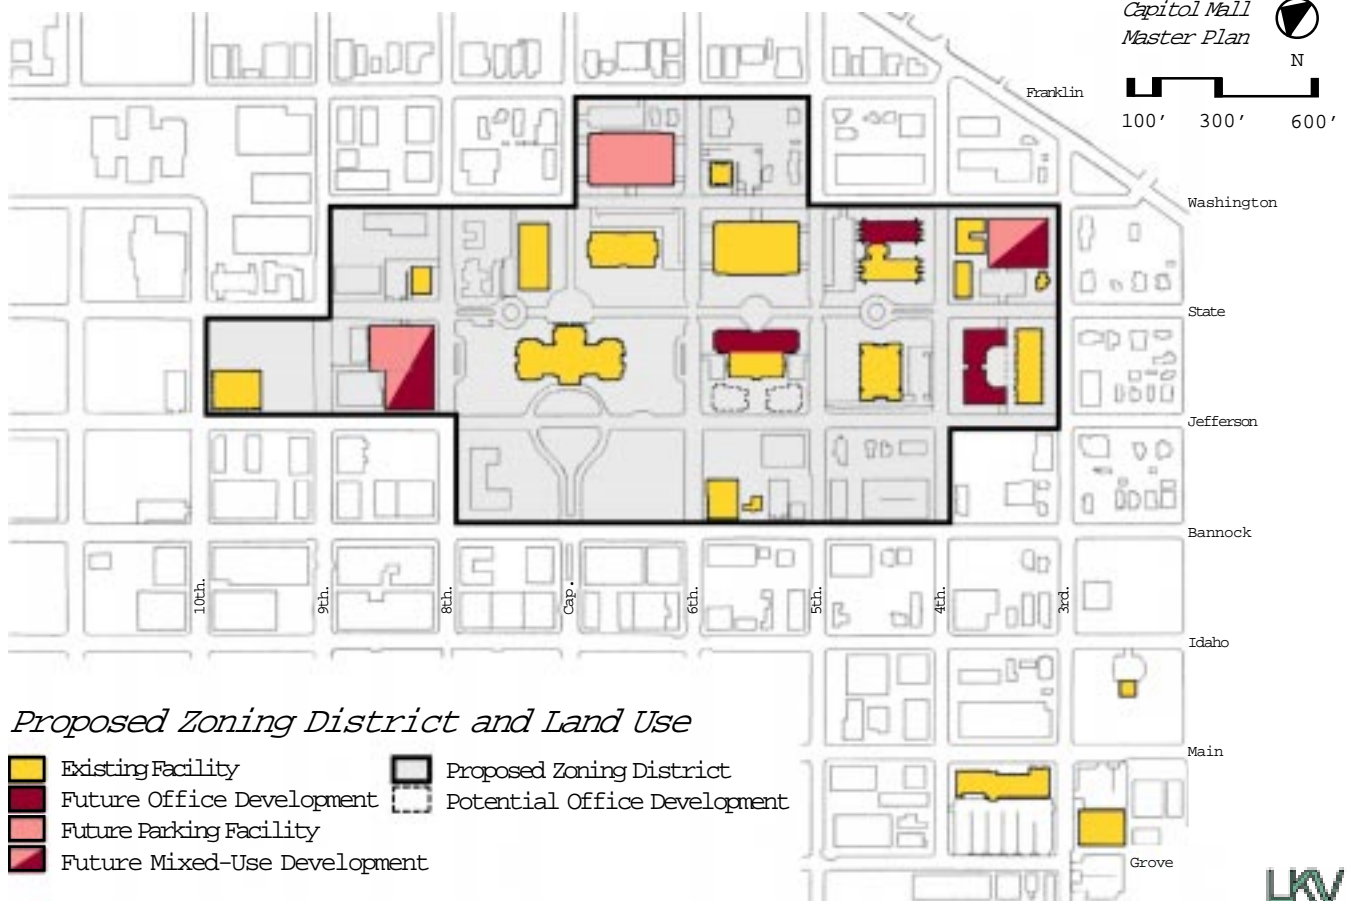 Capitol Mall
Master Plan
N
Franklin
100' 300' 600'
Washington
State
Jefferson
Bannock
10th. 9th. 8th. Cap. 6th. 5th. 4th. 3rd.
Idaho
Main
Grove
Proposed Zoning District and Land Use
Existing Facility
Future Office Development
Future Parking Facility
Future Mixed-Use Development
Proposed Zoning District
Potential Office Development
LKV